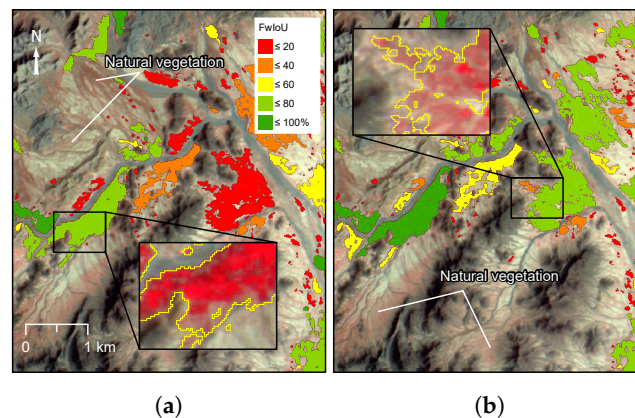 FwIoU
≤ 20
≤ 40
≤ 60
≤ 80
≤ 100%
N
Natural vegetation
0 1 km
Natural vegetation
(a) (b)